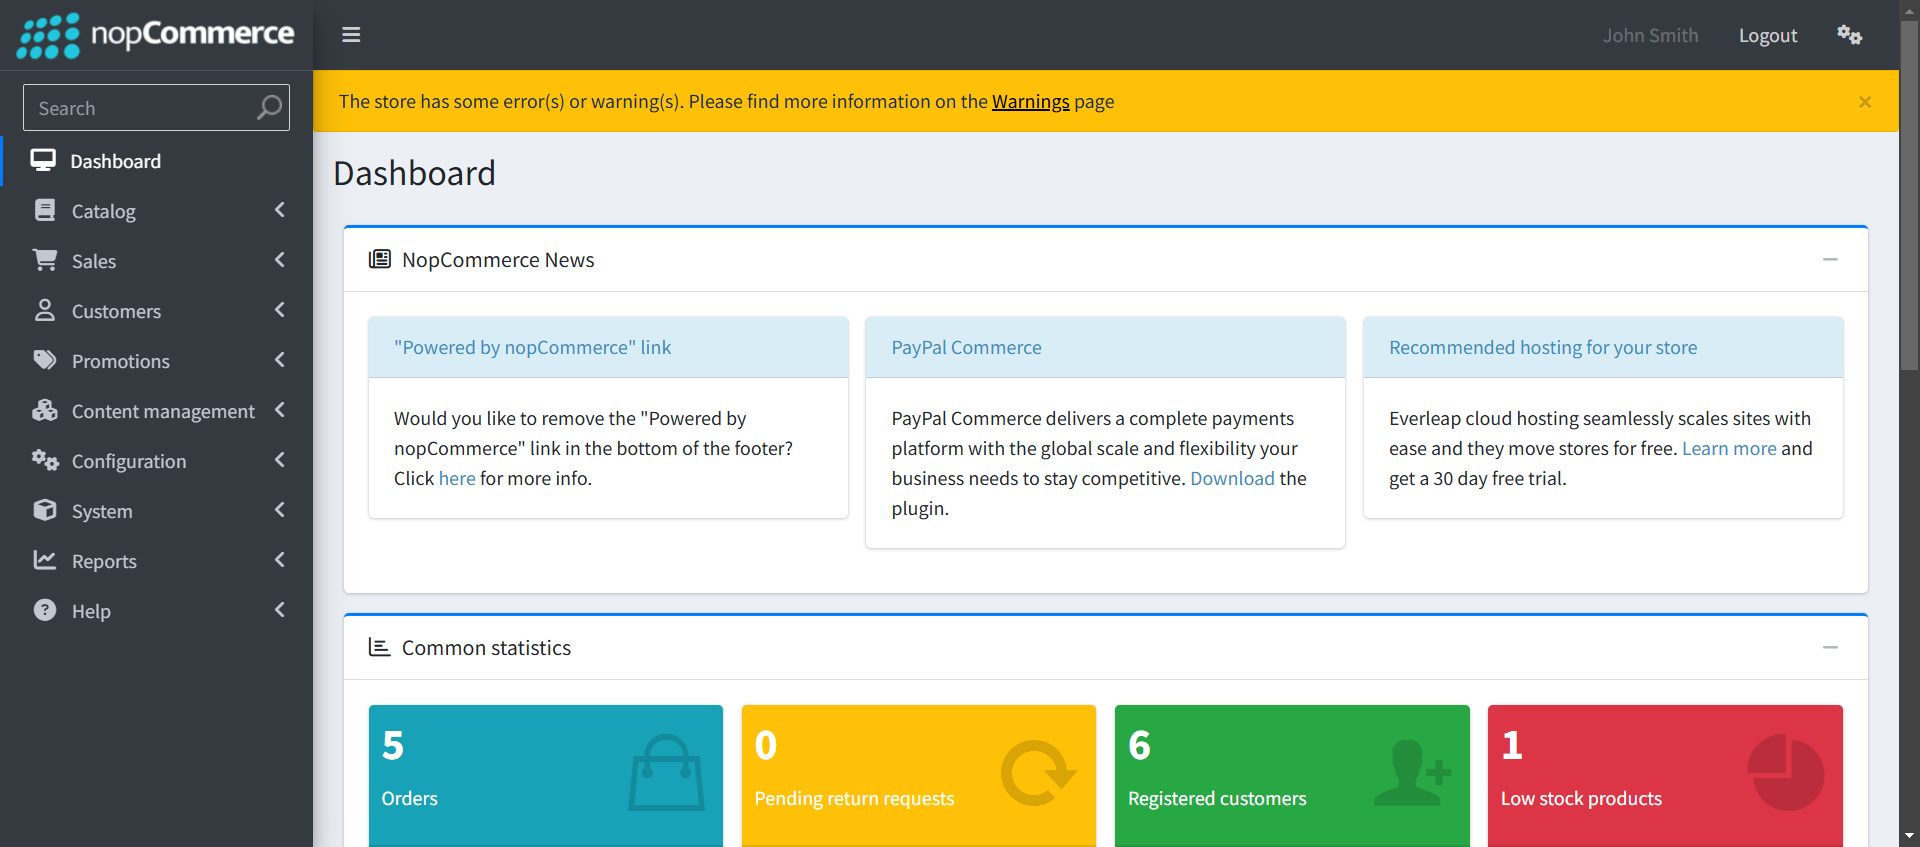 nopCommerce
John Smith
Logout
Search
The store has some error(s) or warning(s). Please find more information on the Warnings page
×
Dashboard
Catalog
Sales
Customers
Promotions
Content management
Configuration
System
Reports
Help
Dashboard
NopCommerce News
"Powered by nopCommerce" link
Would you like to remove the "Powered by
nopCommerce" link in the bottom of the footer?
Click here for more info.
PayPal Commerce
PayPal Commerce delivers a complete payments
platform with the global scale and flexibility your
business needs to stay competitive. Download the
plugin.
Recommended hosting for your store
Everleap cloud hosting seamlessly scales sites with
ease and they move stores for free. Learn more and
get a 30 day free trial.
Common statistics
5
Orders
0
Pending return requests
6
Registered customers
1
Low stock products